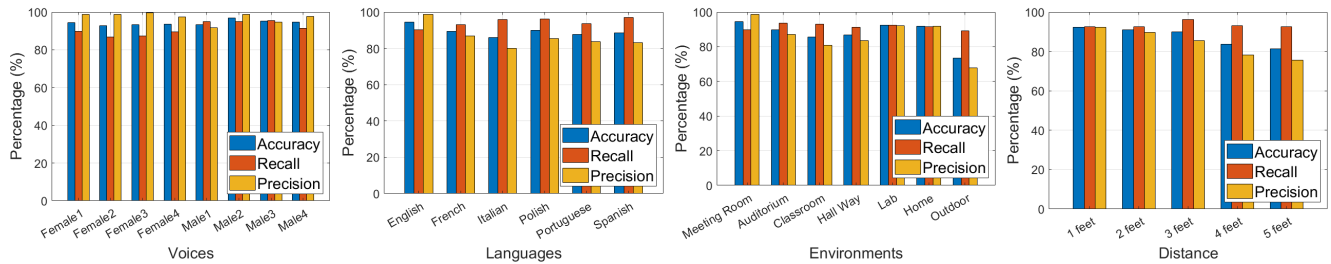 Percentage (%)
100
80
60
40
20
0
Female1
Female2
Female3
Female4
Male1
Male2
Male3
Male4
Voices
Accuracy
Recall
Precision
Percentage (%)
100
80
60
40
20
0
English
French
Italian
Polish
Portuguese
Spanish
Languages
Accuracy
Recall
Precision
Percentage (%)
100
80
60
40
20
0
Meeting Room
Auditorium
Classroom
Hall Way
Lab
Home
Outdoor
Environments
Accuracy
Recall
Precision
Percentage (%)
100
80
60
40
20
0
1 feet
2 feet
3 feet
4 feet
5 feet
Distance
Accuracy
Recall
Precision